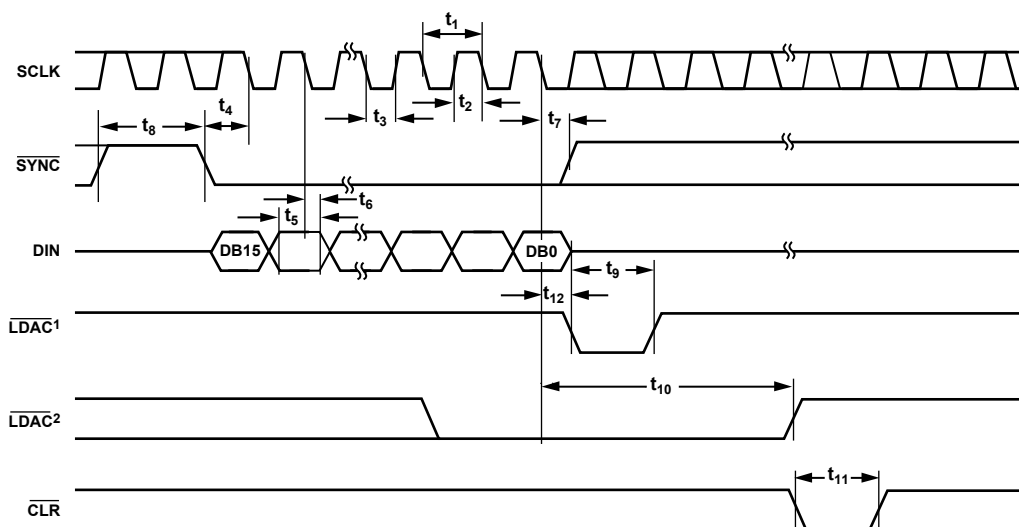 t1
SCLK
t4
t3
t2
t7
t8
SYNC
t5
t6
DIN
DB15
DB0
t9
t12
LDAC1
t10
LDAC2
t11
CLR